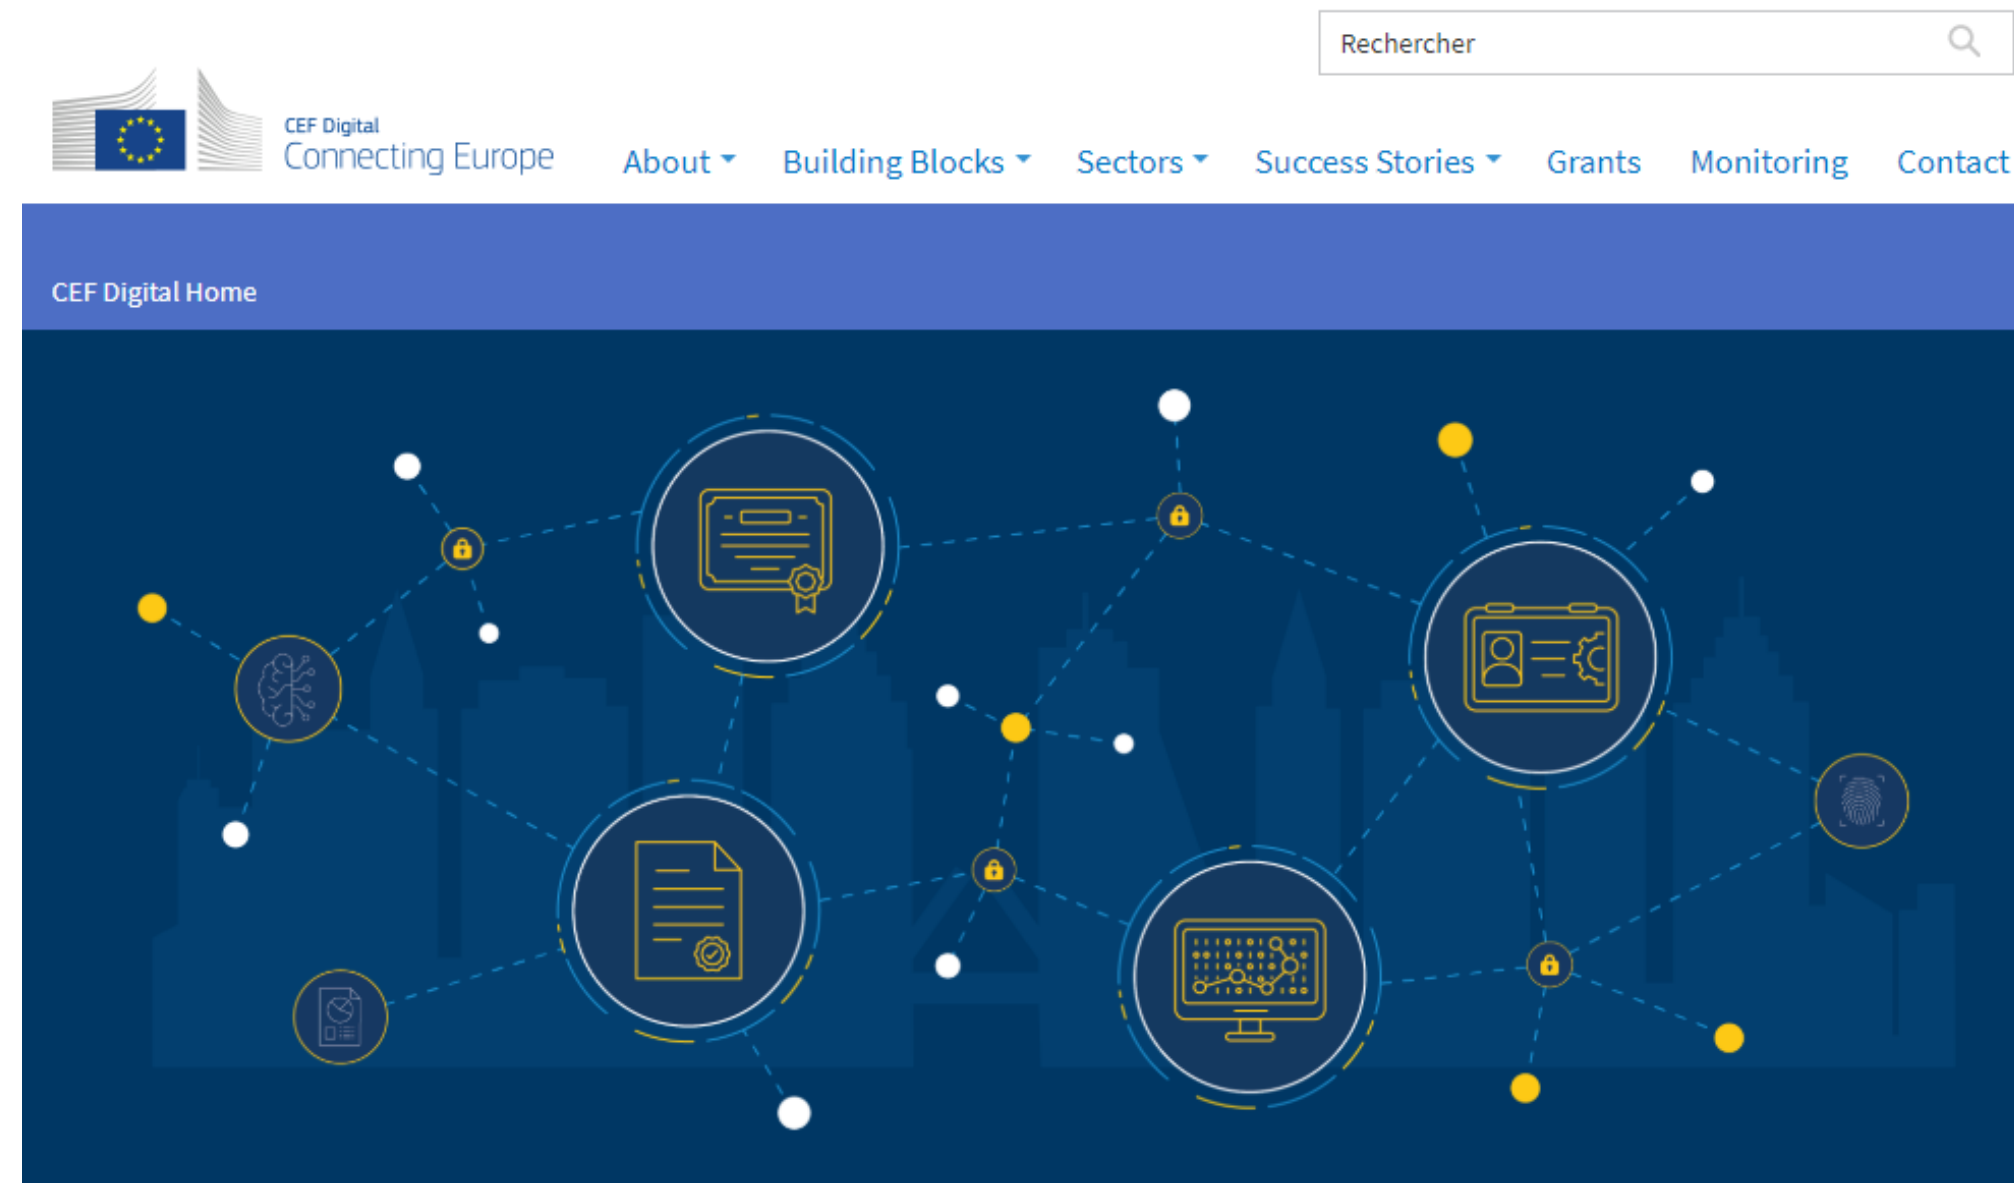 Rechercher
CEF Digital
Connecting Europe
About Building Blocks Sectors Success Stories Grants Monitoring Contact
CEF Digital Home